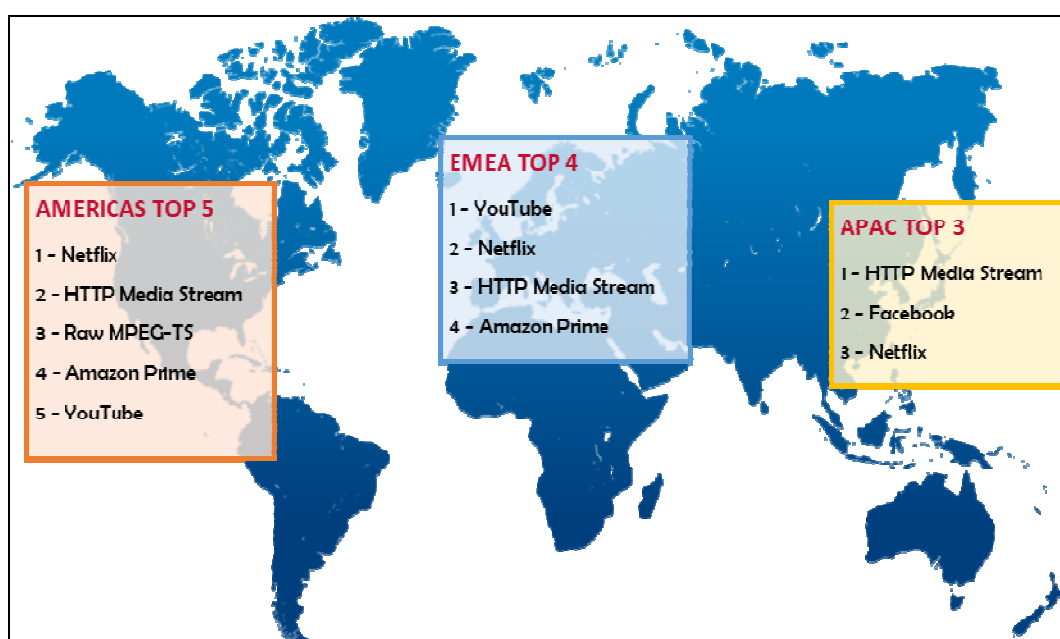 AMERICAS TOP 5
1 - Netflix
2 - HTTP Media Stream
3 - Raw MPEG-TS
4 - Amazon Prime
5 - YouTube
EMEA TOP 4
1 - YouTube
2 - Netflix
3 - HTTP Media Stream
4 - Amazon Prime
APAC TOP 3
1 - HTTP Media Stream
2 - Facebook
3 - Netflix